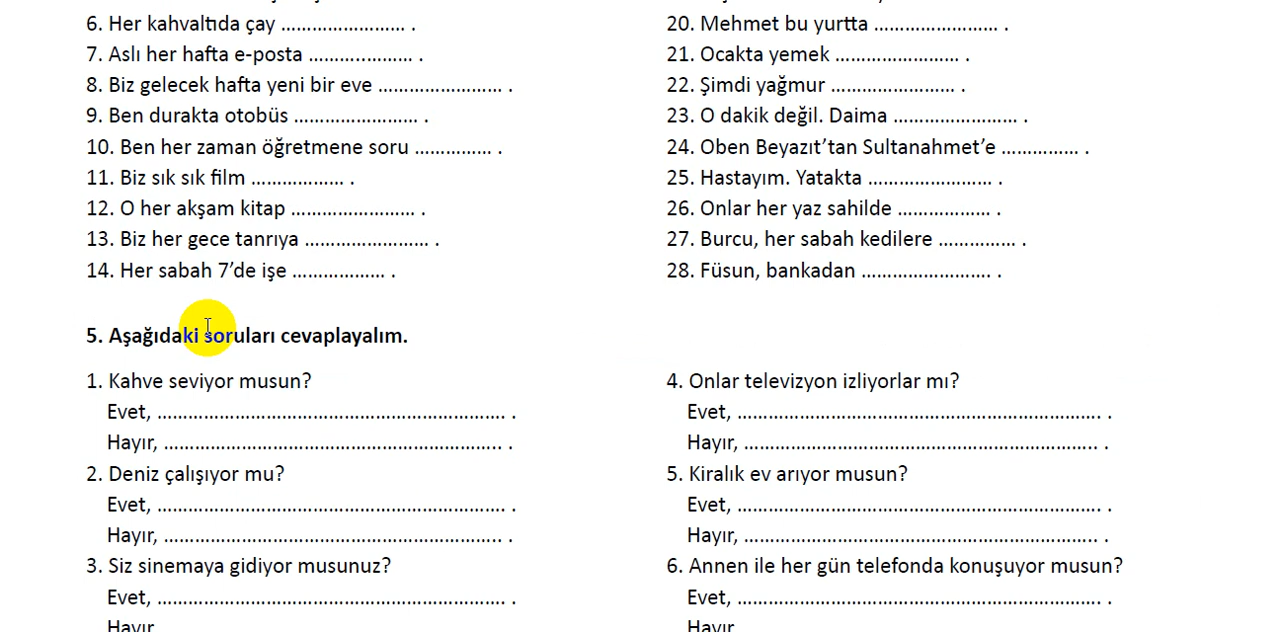 6. Her kahvaltıda çay …………………… .
7. Aslı her hafta e-posta ………..………. .
8. Biz gelecek hafta yeni bir eve …………………… .
9. Ben durakta otobüs …………………… .
10. Ben her zaman öğretmene soru …………… .
11. Biz sık sık film ……………… .
12. O her akşam kitap …………………… .
13. Biz her gece tanrıya …………………… .
14. Her sabah 7’de işe ……………… .
20. Mehmet bu yurtta …………………… .
21. Ocakta yemek …………………… .
22. Şimdi yağmur …………………… .
23. O dakik değil. Daima …………………… .
24. Oben Beyazıt’tan Sultanahmet’e …………… .
25. Hastayım. Yatakta …………………… .
26. Onlar her yaz sahilde ……………… .
27. Burcu, her sabah kedilere …………… .
28. Füsun, bankadan ……………………. .
5. Aşağıdaki soruları cevaplayalım.
1. Kahve seviyor musun?
Evet, …………………………………………………………. .
Hayır, ……………………………………………………….. .
2. Deniz çalışıyor mu?
Evet, …………………………………………………………. .
Hayır, ……………………………………………………….. .
3. Siz sinemaya gidiyor musunuz?
Evet, …………………………………………………………. .
Hayır
4. Onlar televizyon izliyorlar mı?
Evet, ……………………………………………………………. .
Hayır, ………………………………………………………….. .
5. Kiralık ev arıyor musun?
Evet, ……………………………………………………………. .
Hayır, ………………………………………………………….. .
6. Annen ile her gün telefonda konuşuyor musun?
Evet, ……………………………………………………………. .
Hayır